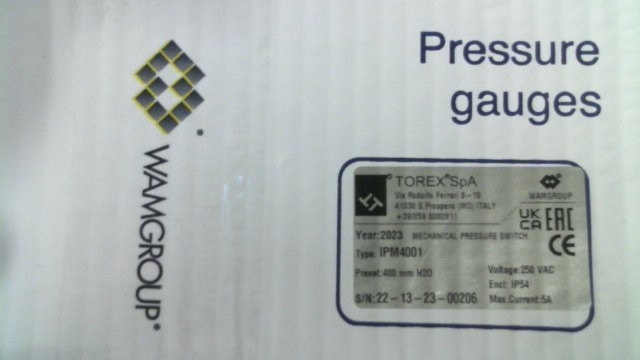 Pressure
gauges
WAMGROUP®
TOREX® SpA
Via Rodolfo Ferrari 8-10
41038 S. Prospero (MO) ITALY
WAMGROUP
UK
CA
EAC
CE
Year:2023 MECHANICAL PRESSURE SWITCH
Type: IPM4001
Preset:400 mm H2O
Voltage:250 VAC
Encl: IP54
S/N:22-13-23-00206
Max.Current:5A